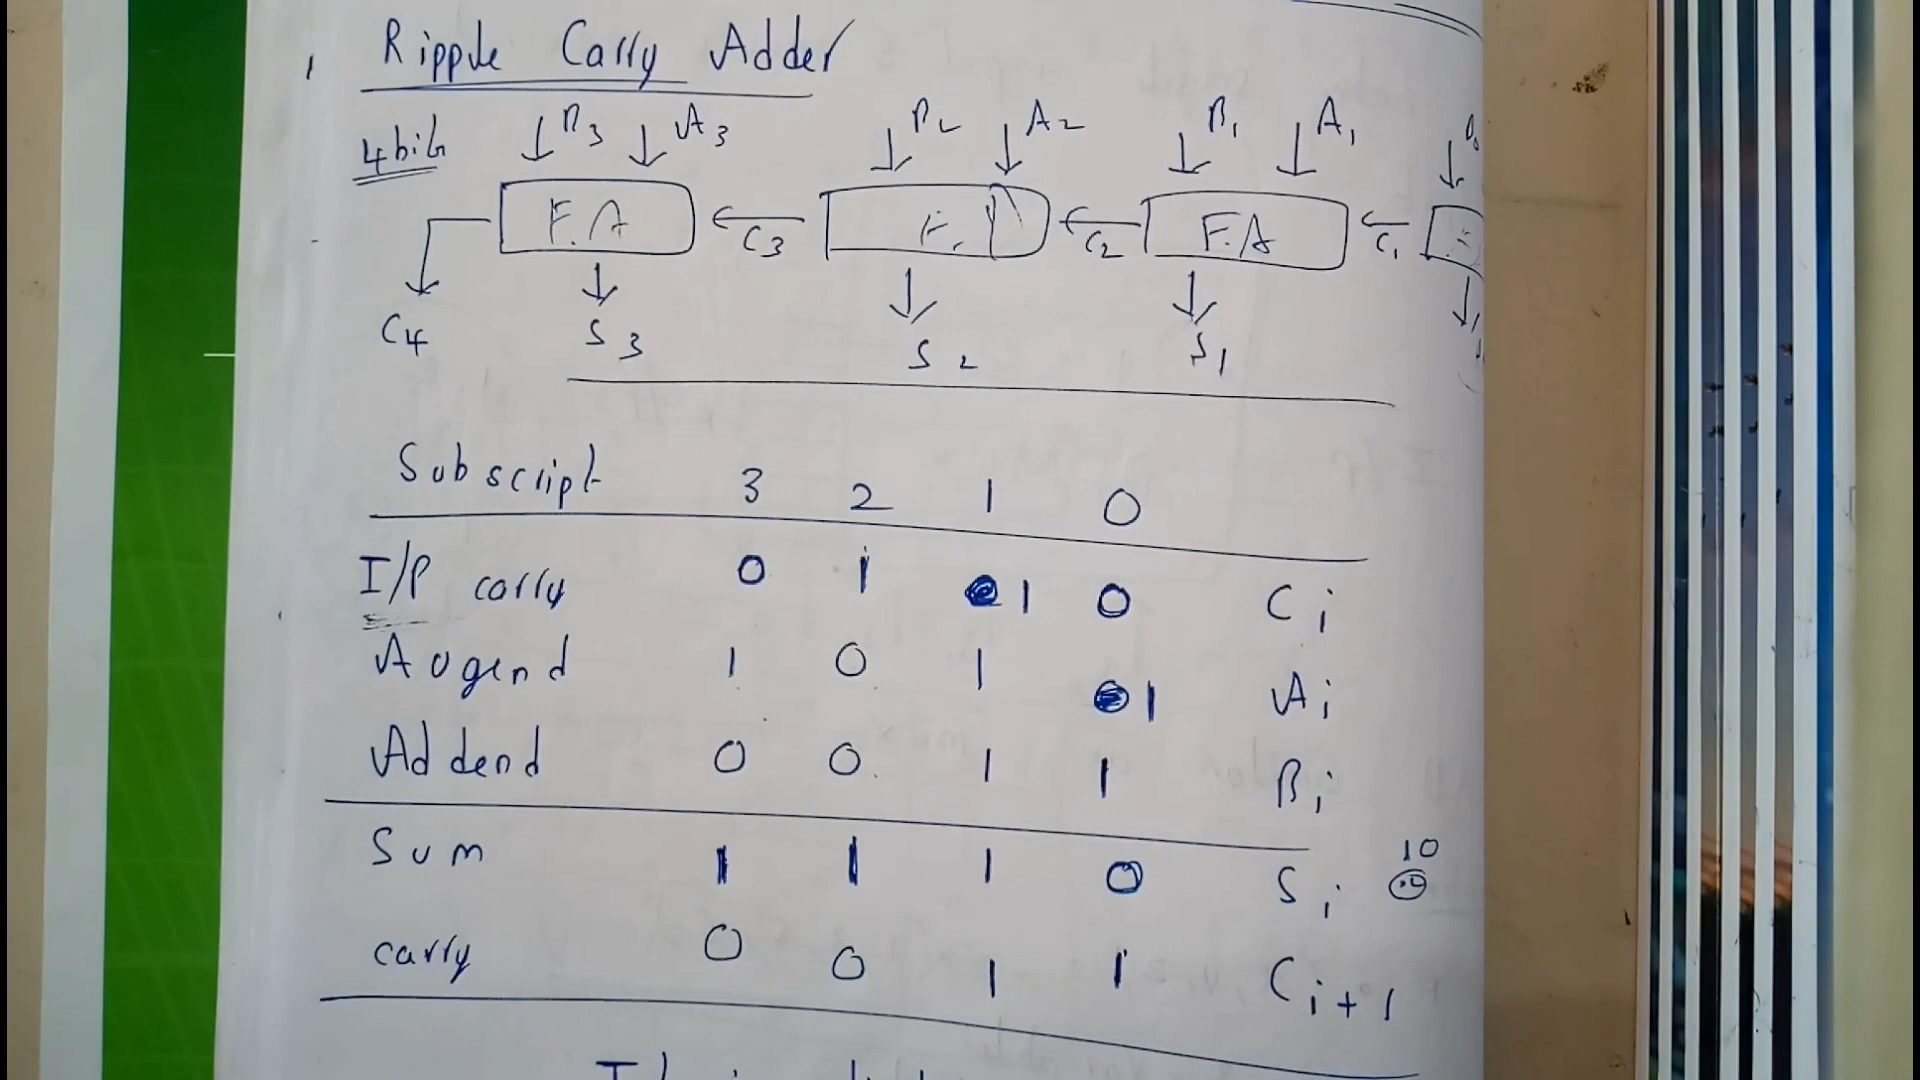 Ripple Carry Adder
4bit
B3 A3 B2 A2 B1 A1
F.A C3 F. C2 F.A C1
C4 S3 S2 S1
Subscript 3 2 1 0
I/P carry 0 1 1 0 Ci
Augend 1 0 1 1 Ai
Addend 0 0 1 1 Bi
Sum 1 1 1 0 Si 10
carry 0 0 1 1 Ci+1